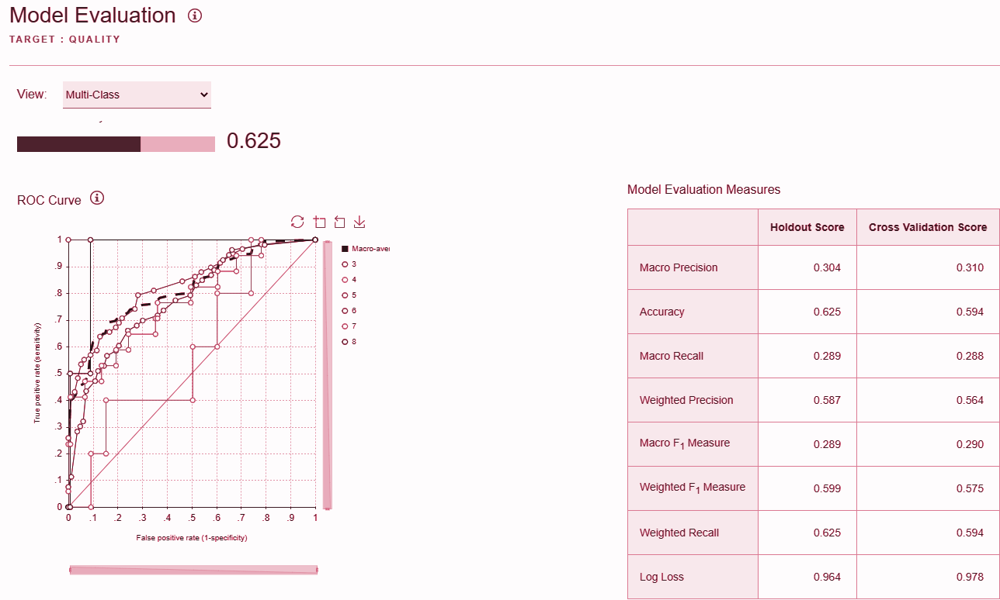 Model Evaluation
TARGET : QUALITY
View: Multi-Class
0.625
ROC Curve
Macro-aver
3
4
5
6
7
8
1
.9
.8
.7
.6
.5
.4
.3
.2
.1
0
0 .1 .2 .3 .4 .5 .6 .7 .8 .9 1
True positive rate (sensitivity)
False positive rate (1-specificity)
Model Evaluation Measures
Holdout Score Cross Validation Score
Macro Precision 0.304 0.310
Accuracy 0.625 0.594
Macro Recall 0.289 0.288
Weighted Precision 0.587 0.564
Macro F1 Measure 0.289 0.290
Weighted F1 Measure 0.599 0.575
Weighted Recall 0.625 0.594
Log Loss 0.964 0.978